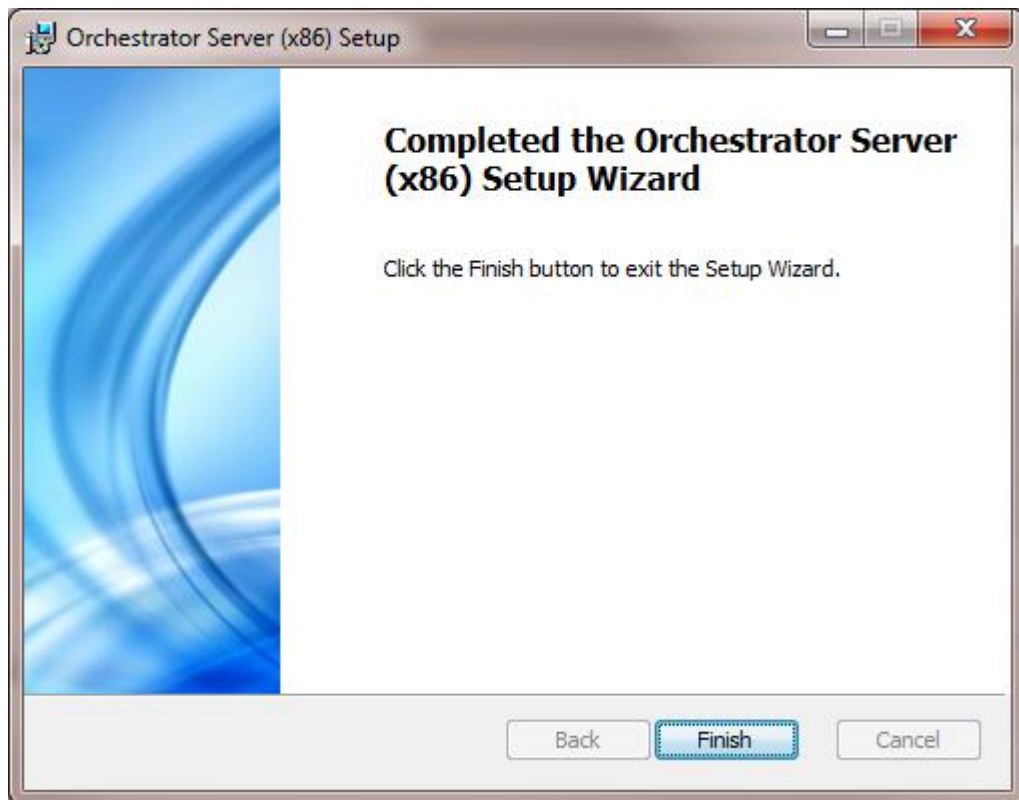 Orchestrator Server (x86) Setup
Completed the Orchestrator Server
(x86) Setup Wizard
Click the Finish button to exit the Setup Wizard.
Back Finish Cancel